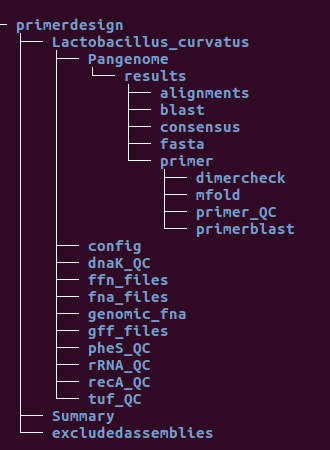 primerdesign
Lactobacillus_curvatus
Pangenome
results
alignments
blast
consensus
fasta
primer
dimercheck
mfold
primer_QC
primerblast
config
dnaK_QC
ffn_files
fna_files
genomic_fna
gff_files
pheS_QC
rRNA_QC
recA_QC
tuf_QC
Summary
excludedassemblies